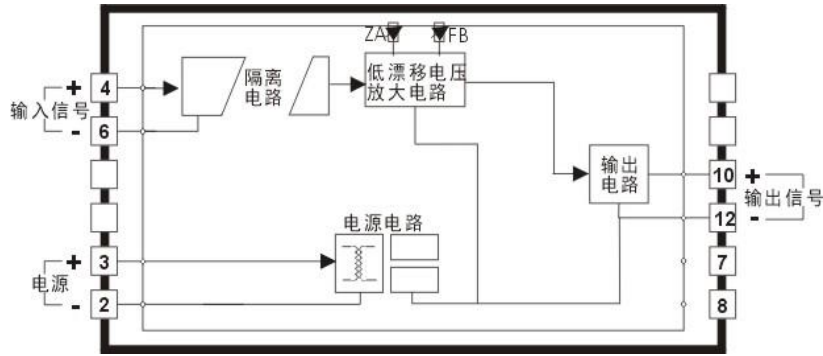 ZA FB
隔离
电路
低漂移电压
放大电路
+ 4
输入信号
- 6
输出
电路
10 +
输出信号
12 -
电源电路
+ 3
电源
- 2
7
8